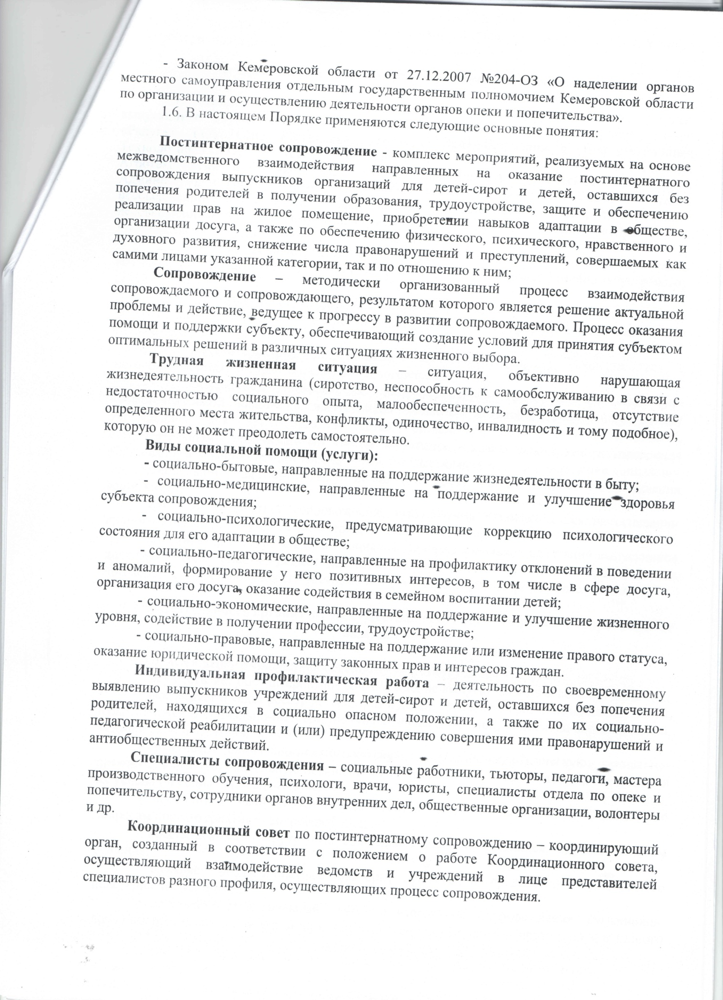 - Законом Кемеровской области от 27.12.2007 №204-ОЗ «О наделении органов
местного самоуправления отдельным государственным полномочием Кемеровской области
по организации и осуществлению деятельности органов опеки и попечительства».
1.6. В настоящем Порядке применяются следующие основные понятия:
Постинтернатное сопровождение - комплекс мероприятий, реализуемых на основе
межведомственного взаимодействия направленных на оказание постинтернатного
сопровождения выпускников организаций для детей-сирот и детей, оставшихся без
попечения родителей в получении образования, трудоустройстве, защите и обеспечению
реализации прав на жилое помещение, приобретении навыков адаптации в обществе,
организации досуга, а также по обеспечению физического, психического, нравственного и
духовного развития, снижение числа правонарушений и преступлений, совершаемых как
самими лицами указанной категории, так и по отношению к ним;
Сопровождение – методически организованный процесс взаимодействия
сопровождаемого и сопровождающего, результатом которого является решение актуальной
проблемы и действие, ведущее к прогрессу в развитии сопровождаемого. Процесс оказания
помощи и поддержки субъекту, обеспечивающий создание условий для принятия субъектом
оптимальных решений в различных ситуациях жизненного выбора.
Трудная жизненная ситуация – ситуация, объективно нарушающая
жизнедеятельность гражданина (сиротство, неспособность к самообслуживанию в связи с
недостаточностью социального опыта, малообеспеченность, безработица, отсутствие
определенного места жительства, конфликты, одиночество, инвалидность и тому подобное),
которую он не может преодолеть самостоятельно.
Виды социальной помощи (услуги):
- социально-бытовые, направленные на поддержание жизнедеятельности в быту;
- социально-медицинские, направленные на поддержание и улучшение здоровья
субъекта сопровождения;
- социально-психологические, предусматривающие коррекцию психологического
состояния для его адаптации в обществе;
- социально-педагогические, направленные на профилактику отклонений в поведении
и аномалий, формирование у него позитивных интересов, в том числе в сфере досуга,
организация его досуга, оказание содействия в семейном воспитании детей;
- социально-экономические, направленные на поддержание и улучшение жизненного
уровня, содействие в получении профессии, трудоустройстве;
- социально-правовые, направленные на поддержание или изменение правого статуса,
оказание юридической помощи, защиту законных прав и интересов граждан.
Индивидуальная профилактическая работа – деятельность по своевременному
выявлению выпускников учреждений для детей-сирот и детей, оставшихся без попечения
родителей, находящихся в социально опасном положении, а также по их социально-
педагогической реабилитации и (или) предупреждению совершения ими правонарушений и
антиобщественных действий.
Специалисты сопровождения – социальные работники, тьюторы, педагоги, мастера
производственного обучения, психологи, врачи, юристы, специалисты отдела по опеке и
попечительству, сотрудники органов внутренних дел, общественные организации, волонтеры
и др.
Координационный совет по постинтернатному сопровождению – координирующий
орган, созданный в соответствии с положением о работе Координационного совета,
осуществляющий взаимодействие ведомств и учреждений в лице представителей
специалистов разного профиля, осуществляющих процесс сопровождения.